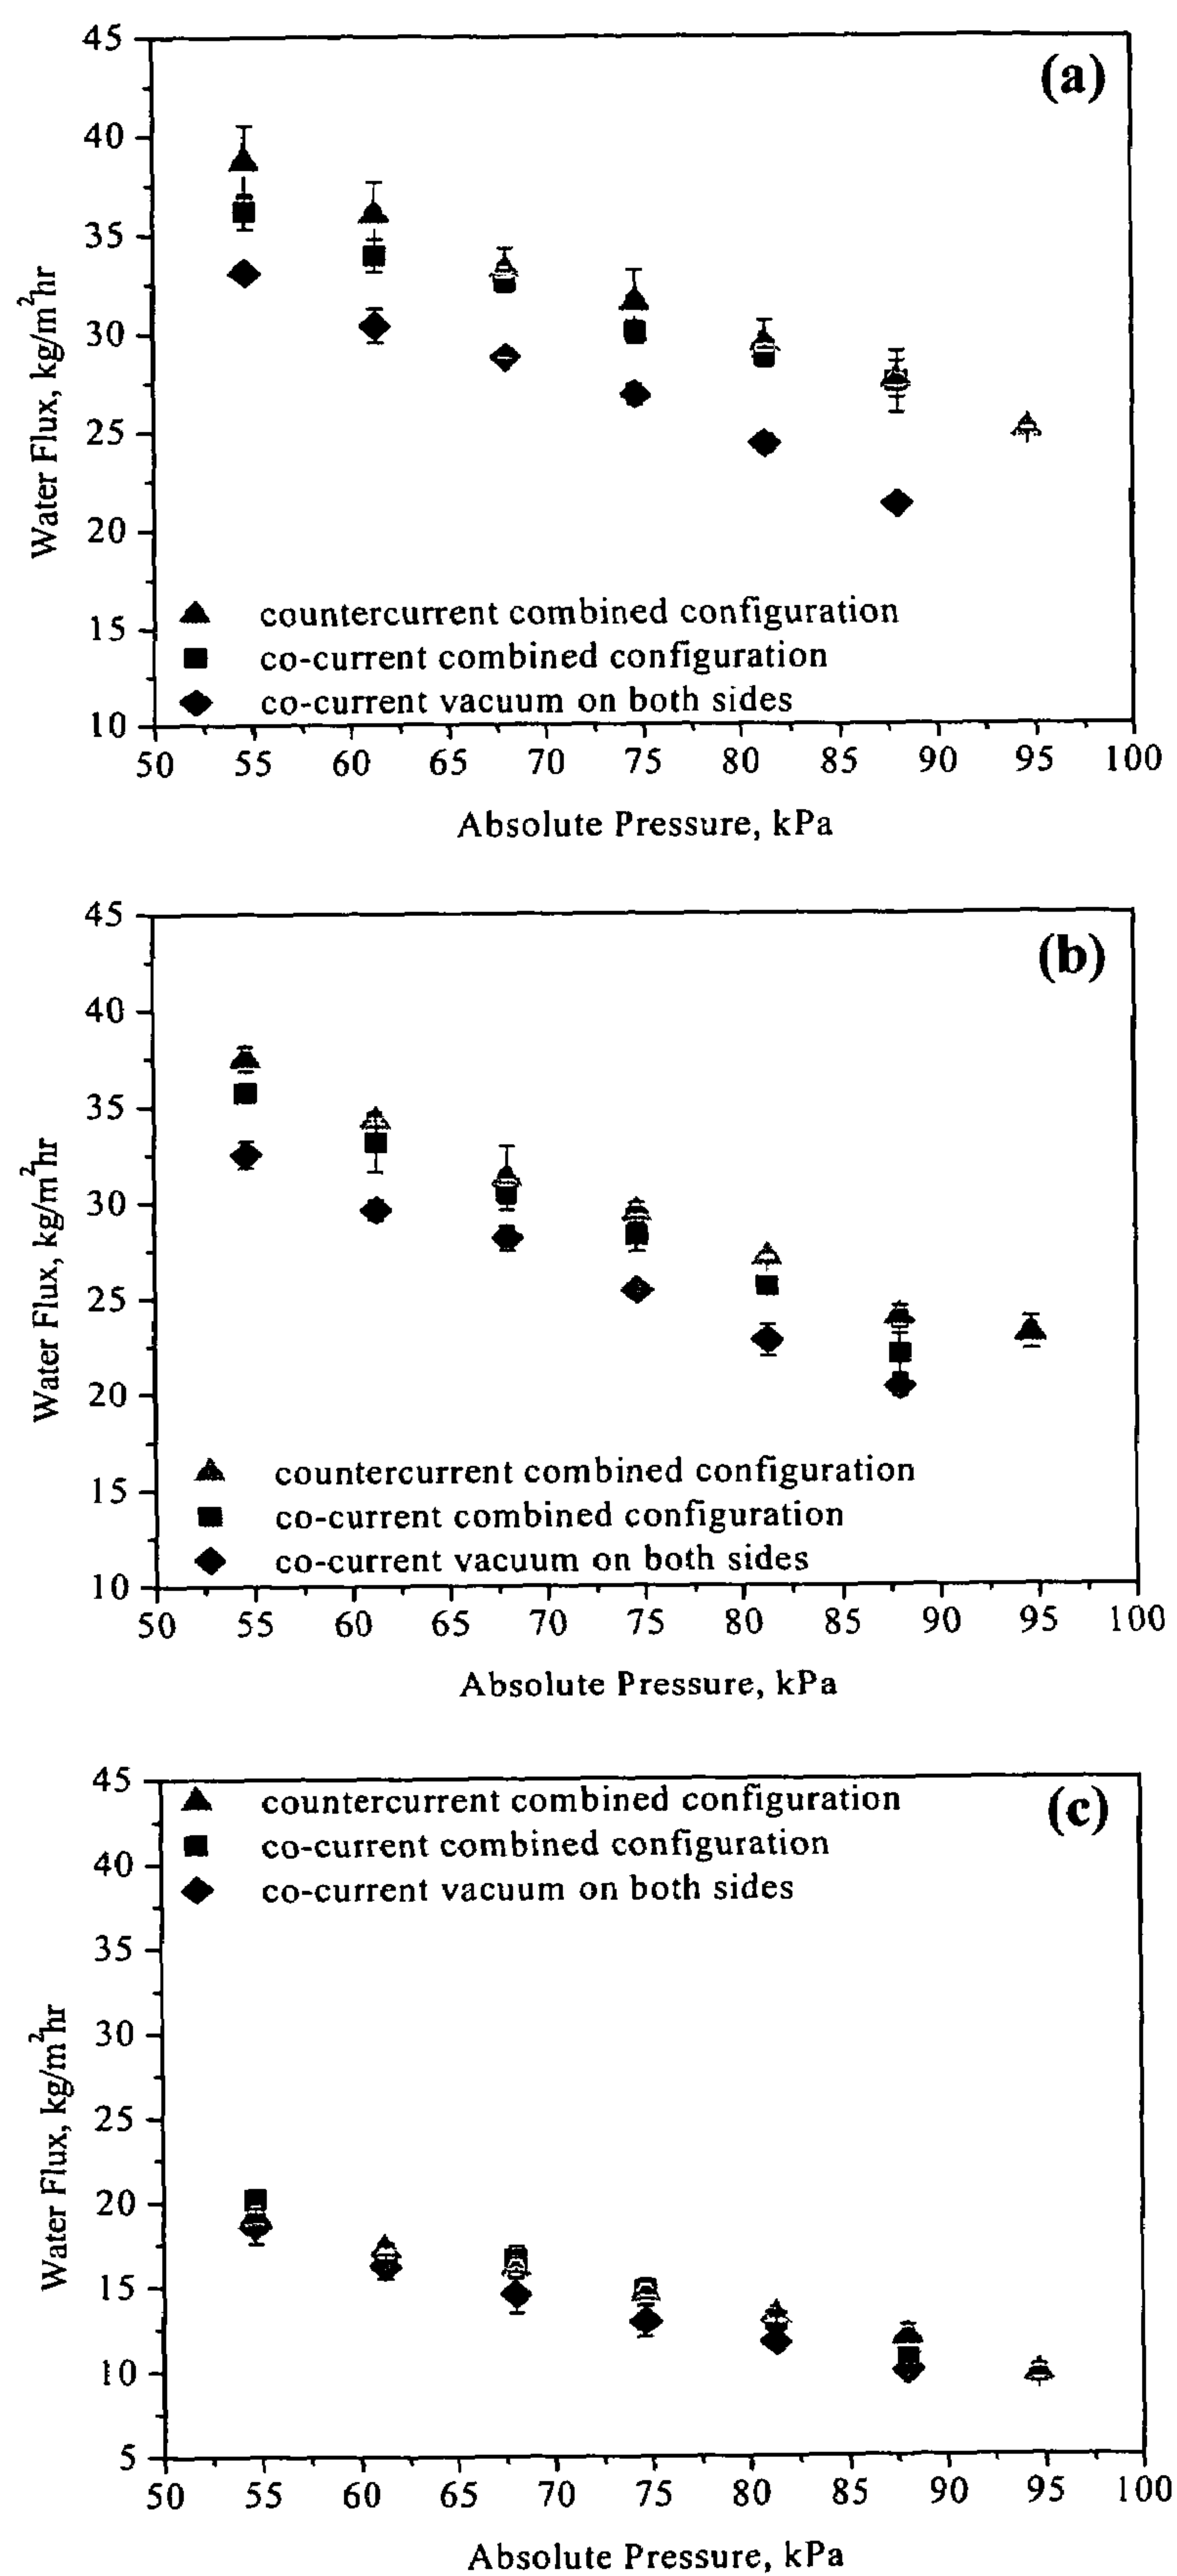 (a)
45
40
35
30
25
20
15
10
Water Flux, kg/m²hr
countercurrent combined configuration
co-current combined configuration
co-current vacuum on both sides
50 55 60 65 70 75 80 85 90 95 100
Absolute Pressure, kPa
(b)
45
40
35
30
25
20
15
10
Water Flux, kg/m²hr
countercurrent combined configuration
co-current combined configuration
co-current vacuum on both sides
50 55 60 65 70 75 80 85 90 95 100
Absolute Pressure, kPa
(c)
45
40
35
30
25
20
15
10
5
Water Flux, kg/m²hr
countercurrent combined configuration
co-current combined configuration
co-current vacuum on both sides
50 55 60 65 70 75 80 85 90 95 100
Absolute Pressure, kPa